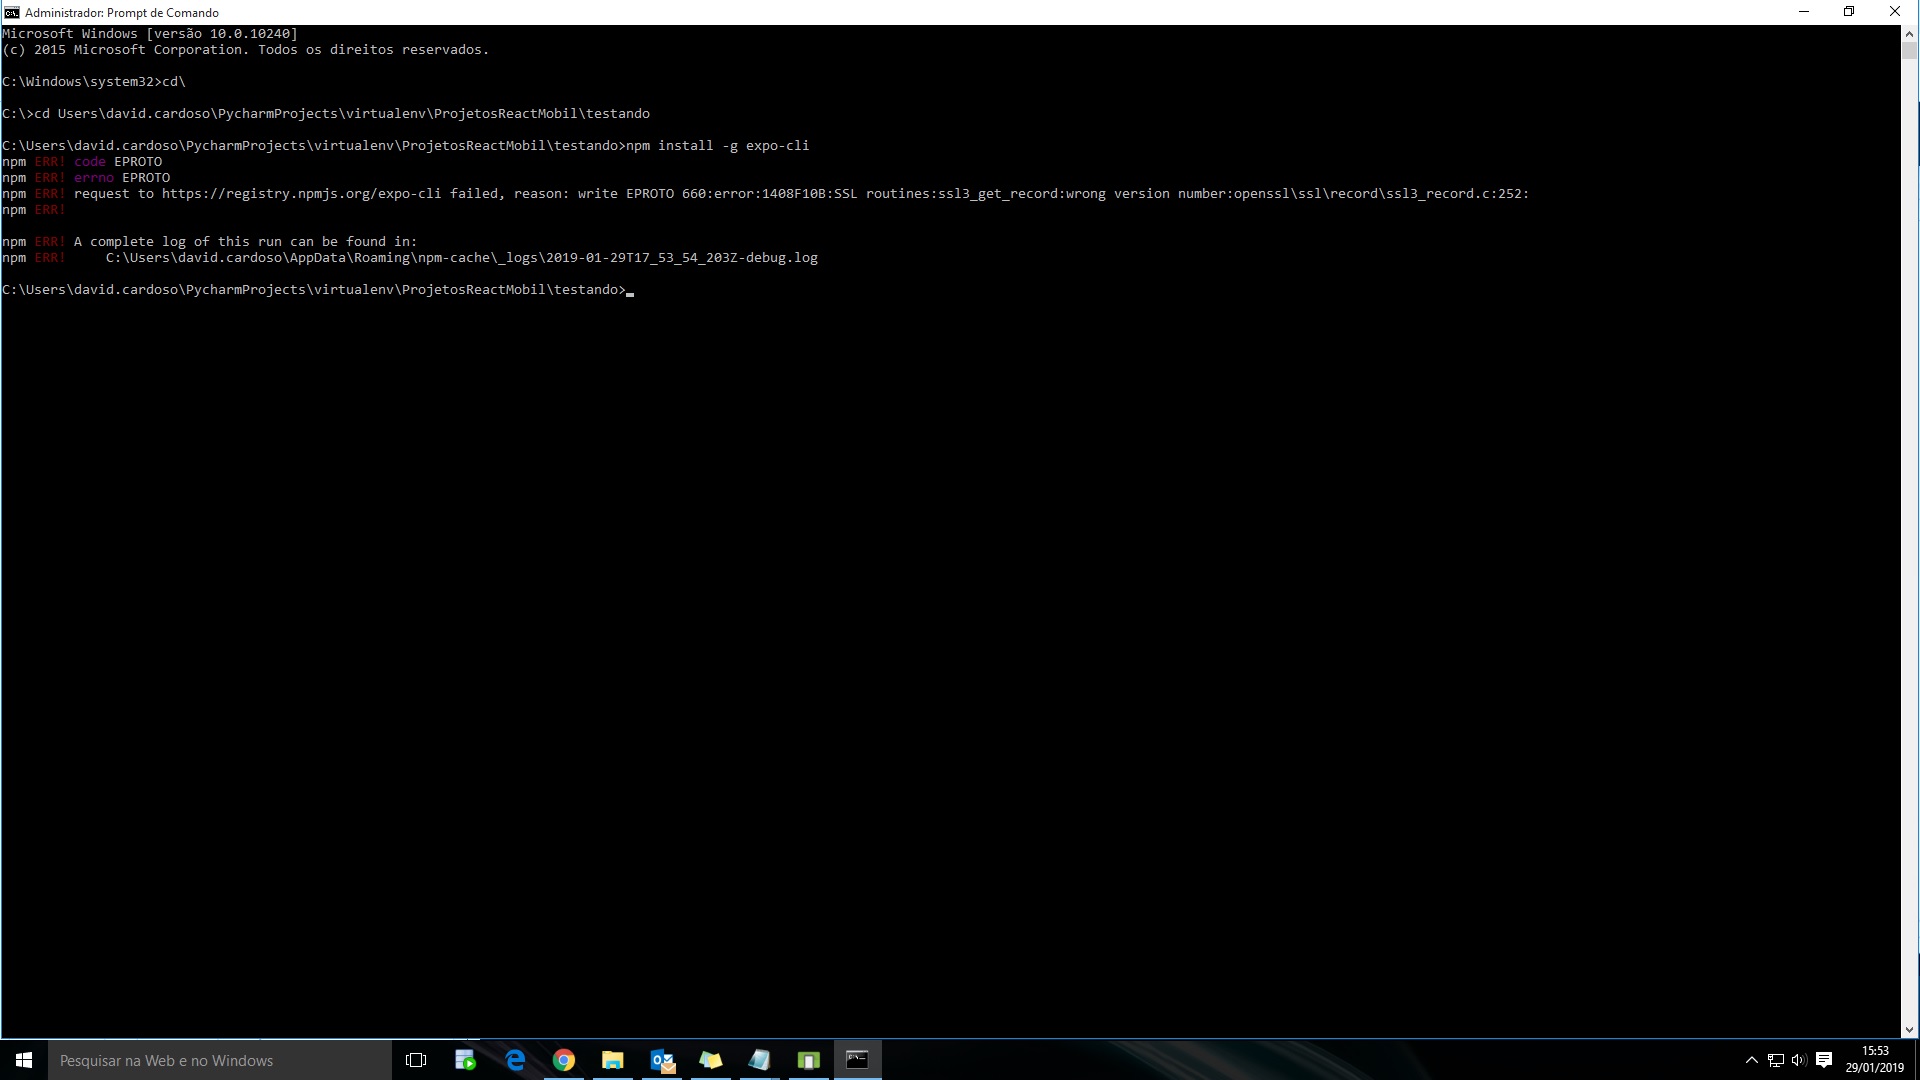 Administrador: Prompt de Comando
Microsoft Windows [versão 10.0.10240]
(c) 2015 Microsoft Corporation. Todos os direitos reservados.
C:\Windows\system32>cd\
C:\>cd Users\david.cardoso\PycharmProjects\virtualenv\ProjetosReactMobil\testando
C:\Users\david.cardoso\PycharmProjects\virtualenv\ProjetosReactMobil\testando>npm install -g expo-cli
npm ERR! code EPROTO
npm ERR! errno EPROTO
npm ERR! request to https://registry.npmjs.org/expo-cli failed, reason: write EPROTO 660:error:1408F10B:SSL routines:ssl3_get_record:wrong version number:openssl\ssl\record\ssl3_record.c:252:
npm ERR!
npm ERR! A complete log of this run can be found in:
npm ERR!     C:\Users\david.cardoso\AppData\Roaming\npm-cache\_logs\2019-01-29T17_53_54_203Z-debug.log
C:\Users\david.cardoso\PycharmProjects\virtualenv\ProjetosReactMobil\testando>
Pesquisar na Web e no Windows
15:53
29/01/2019